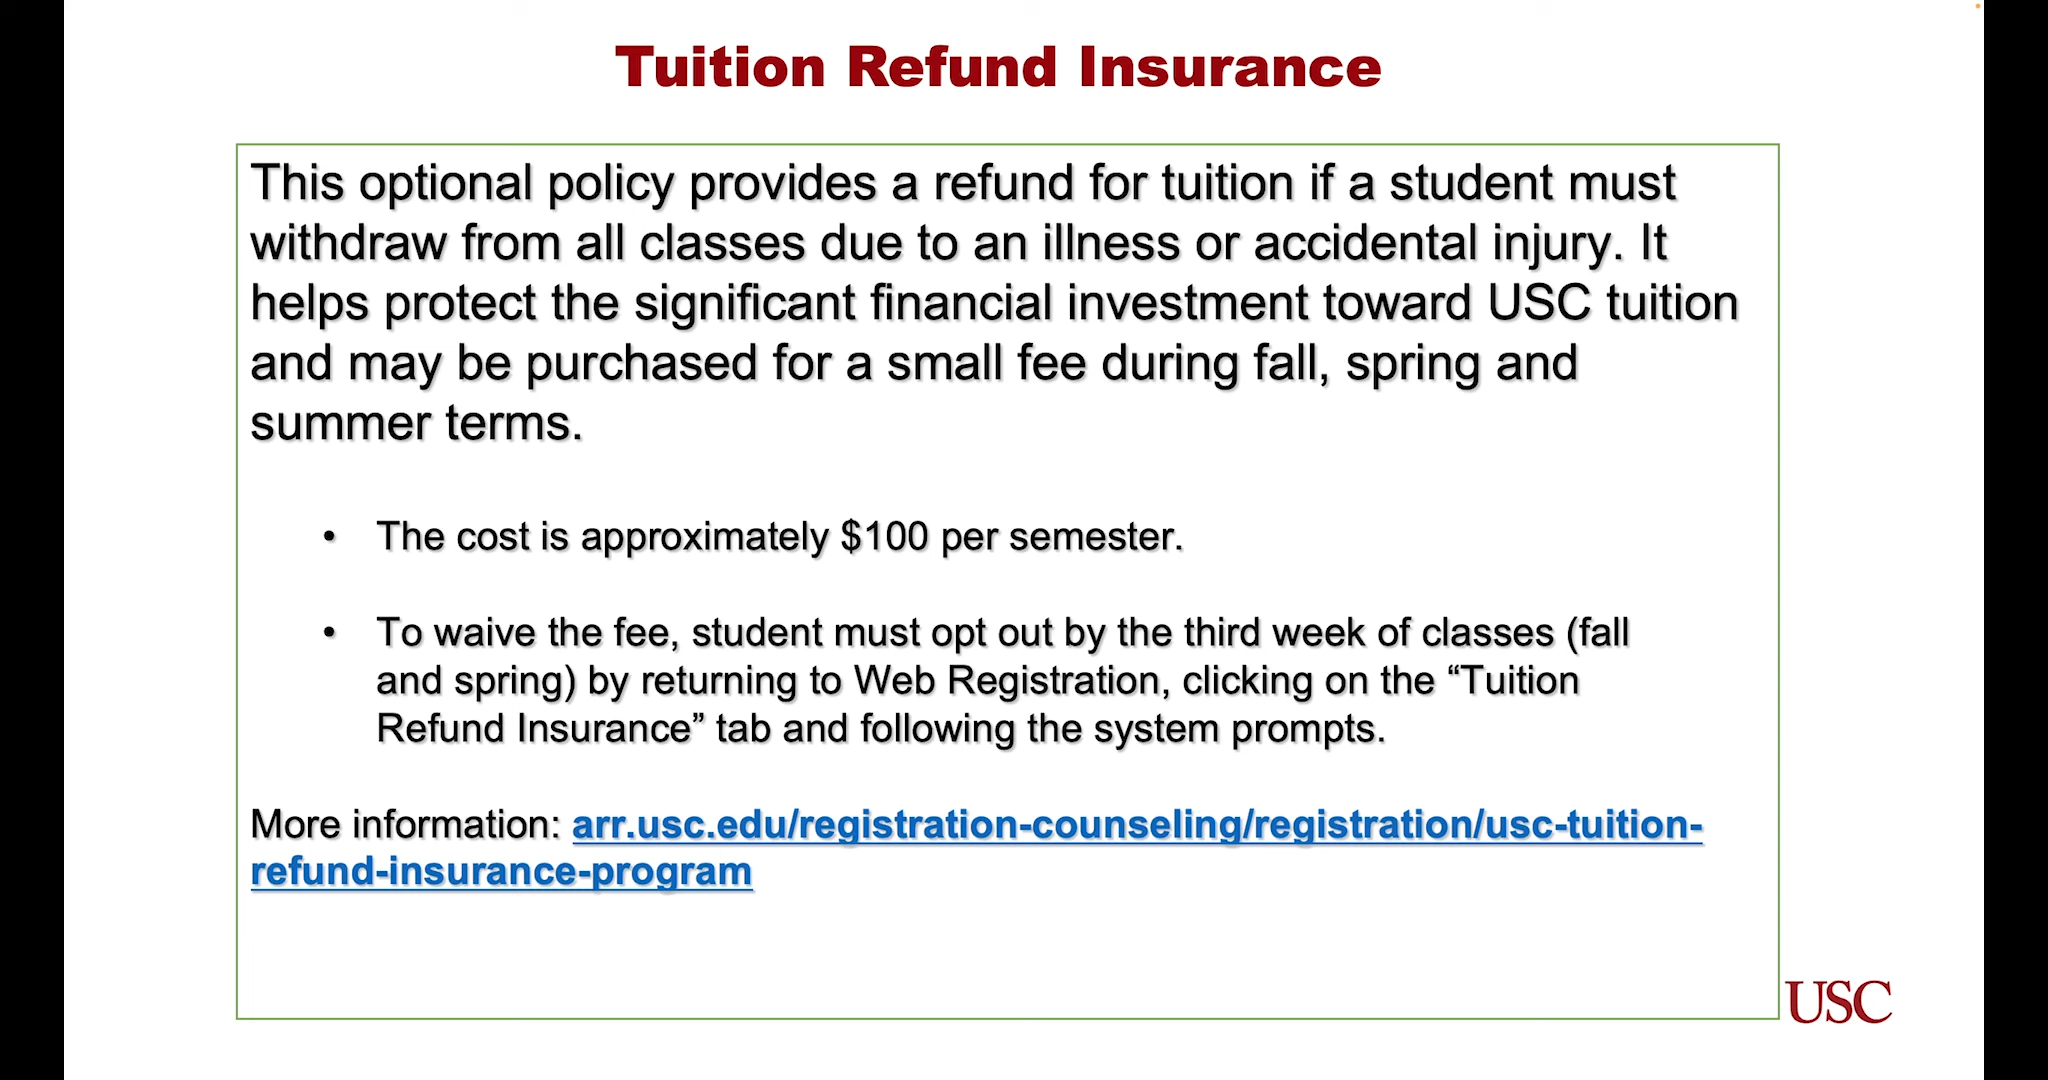 Tuition Refund Insurance
This optional policy provides a refund for tuition if a student must
withdraw from all classes due to an illness or accidental injury. It
helps protect the significant financial investment toward USC tuition
and may be purchased for a small fee during fall, spring and
summer terms.
• The cost is approximately $100 per semester.
• To waive the fee, student must opt out by the third week of classes (fall
and spring) by returning to Web Registration, clicking on the “Tuition
Refund Insurance” tab and following the system prompts.
More information: arr.usc.edu/registration-counseling/registration/usc-tuition-
refund-insurance-program
USC